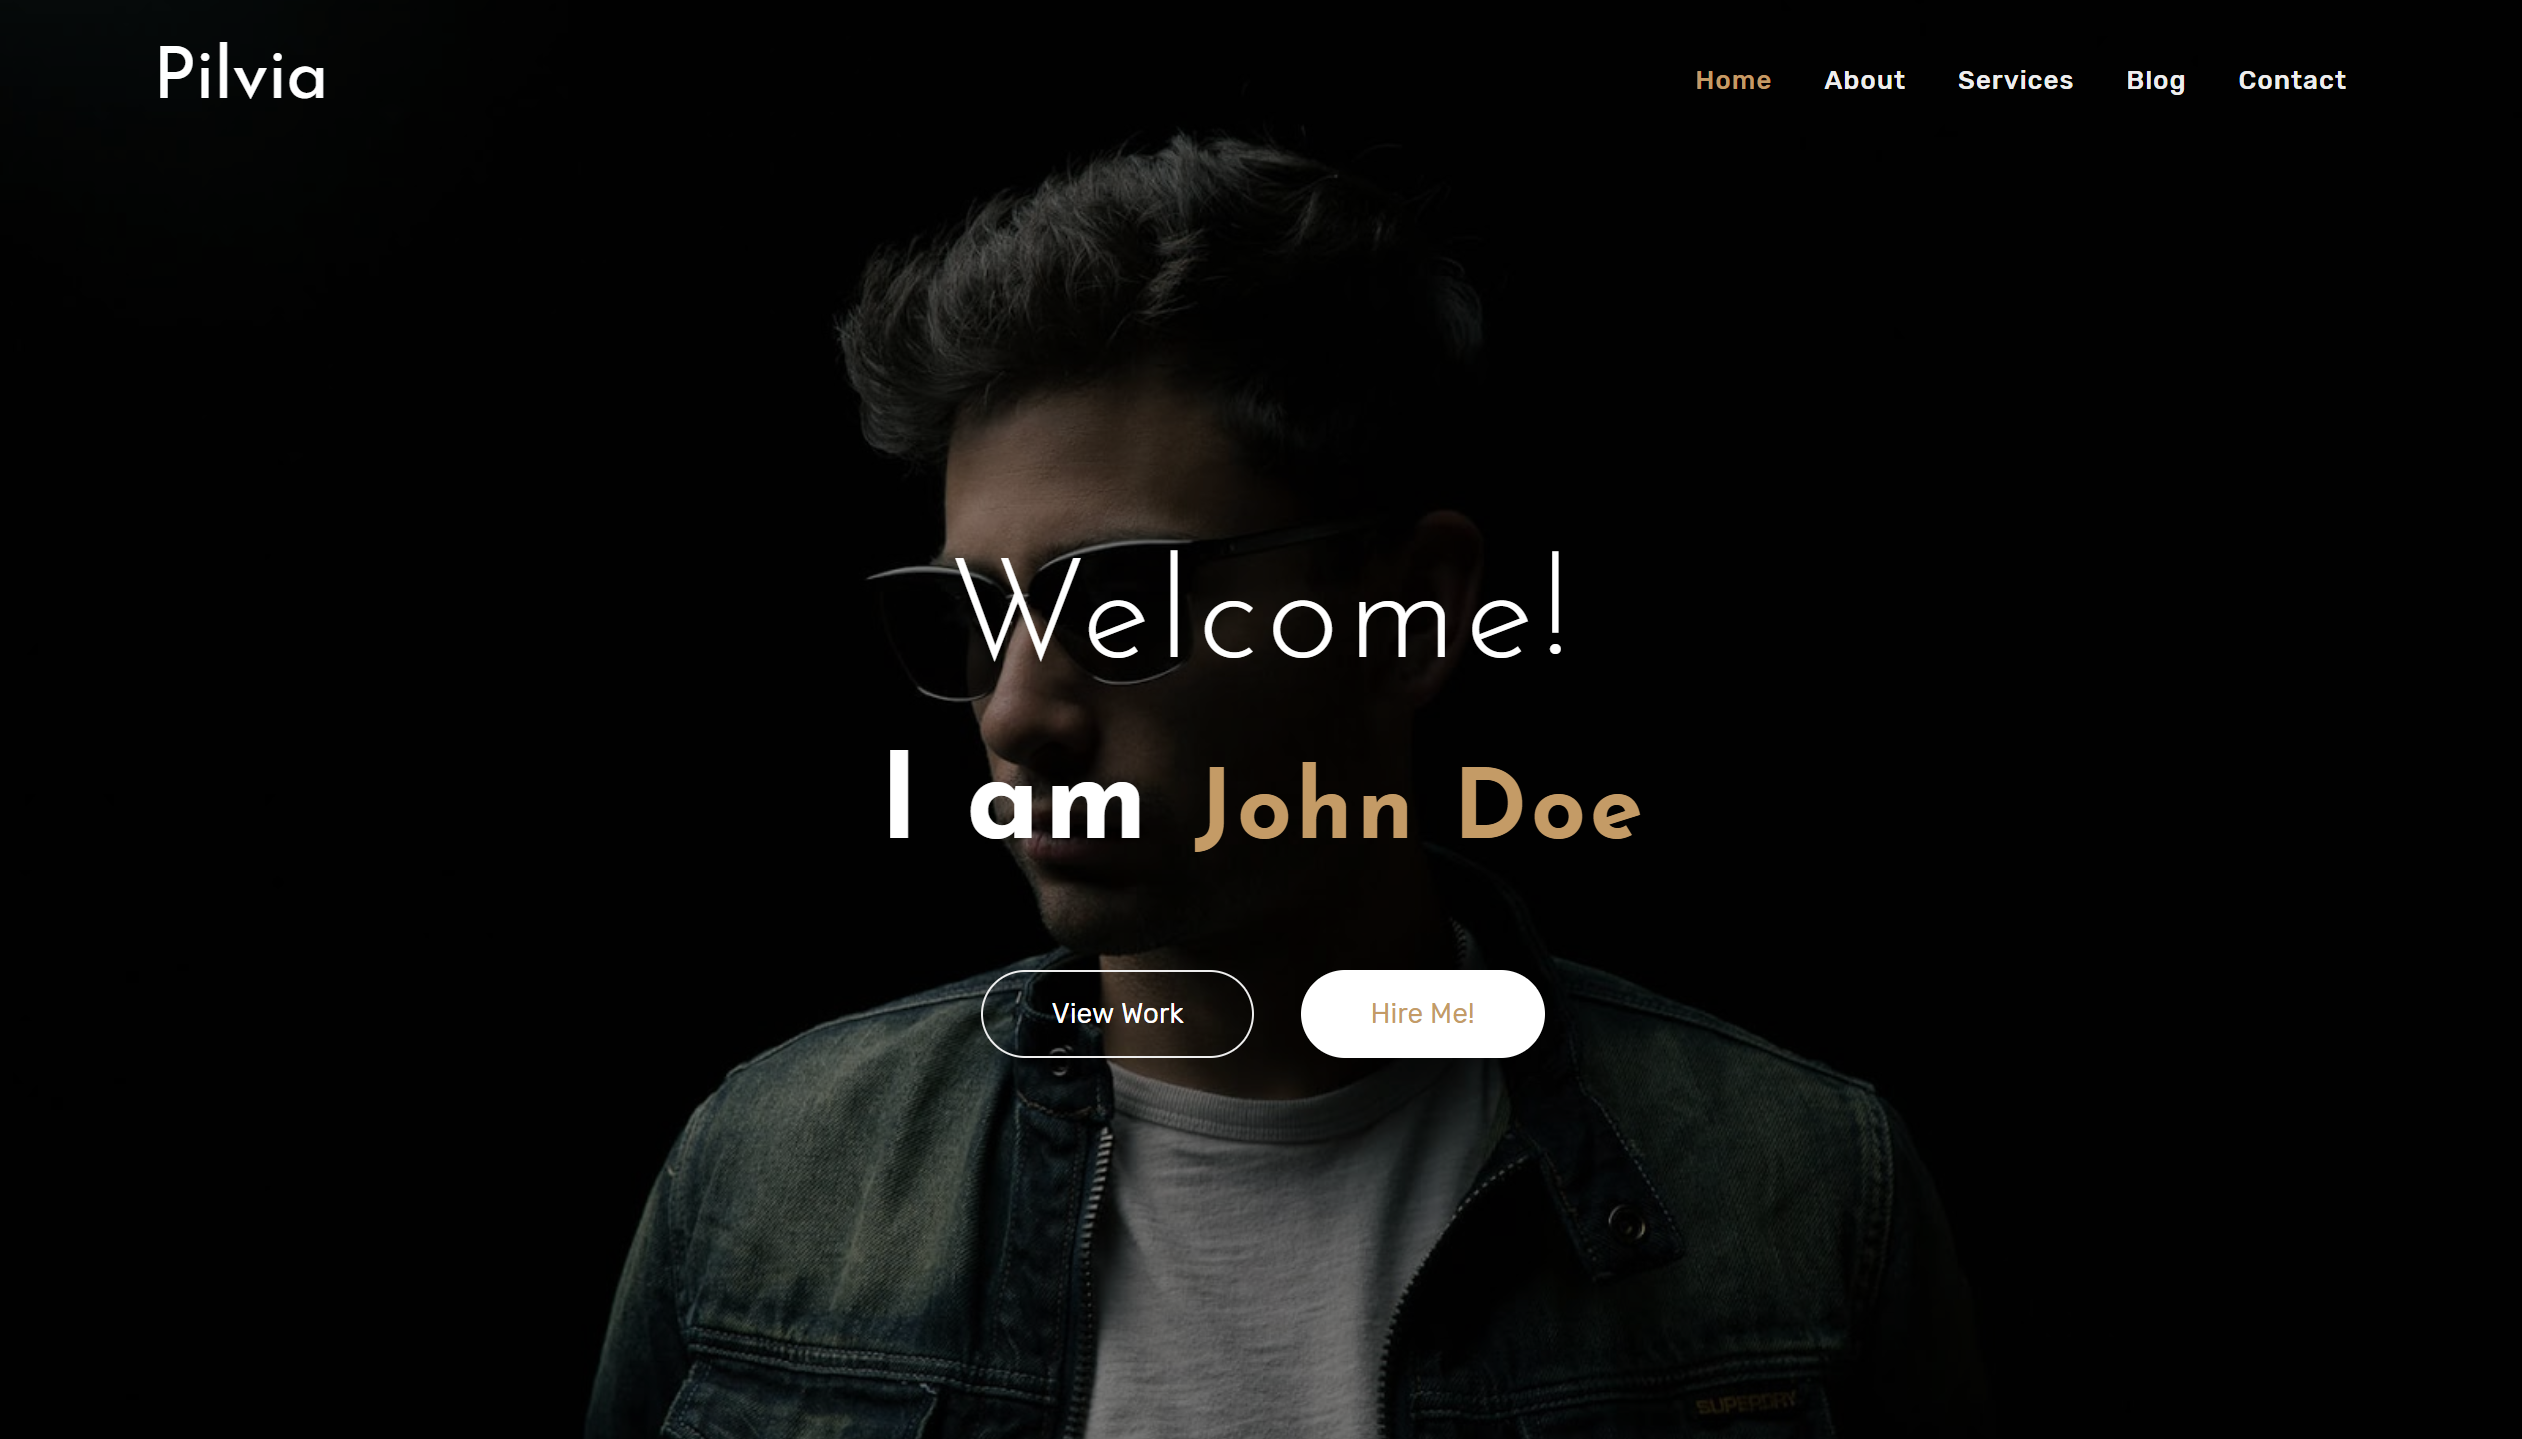 Pilvia
Home About Services Blog Contact
Welcome!
I am John Doe
View Work Hire Me!
SUPERDRY